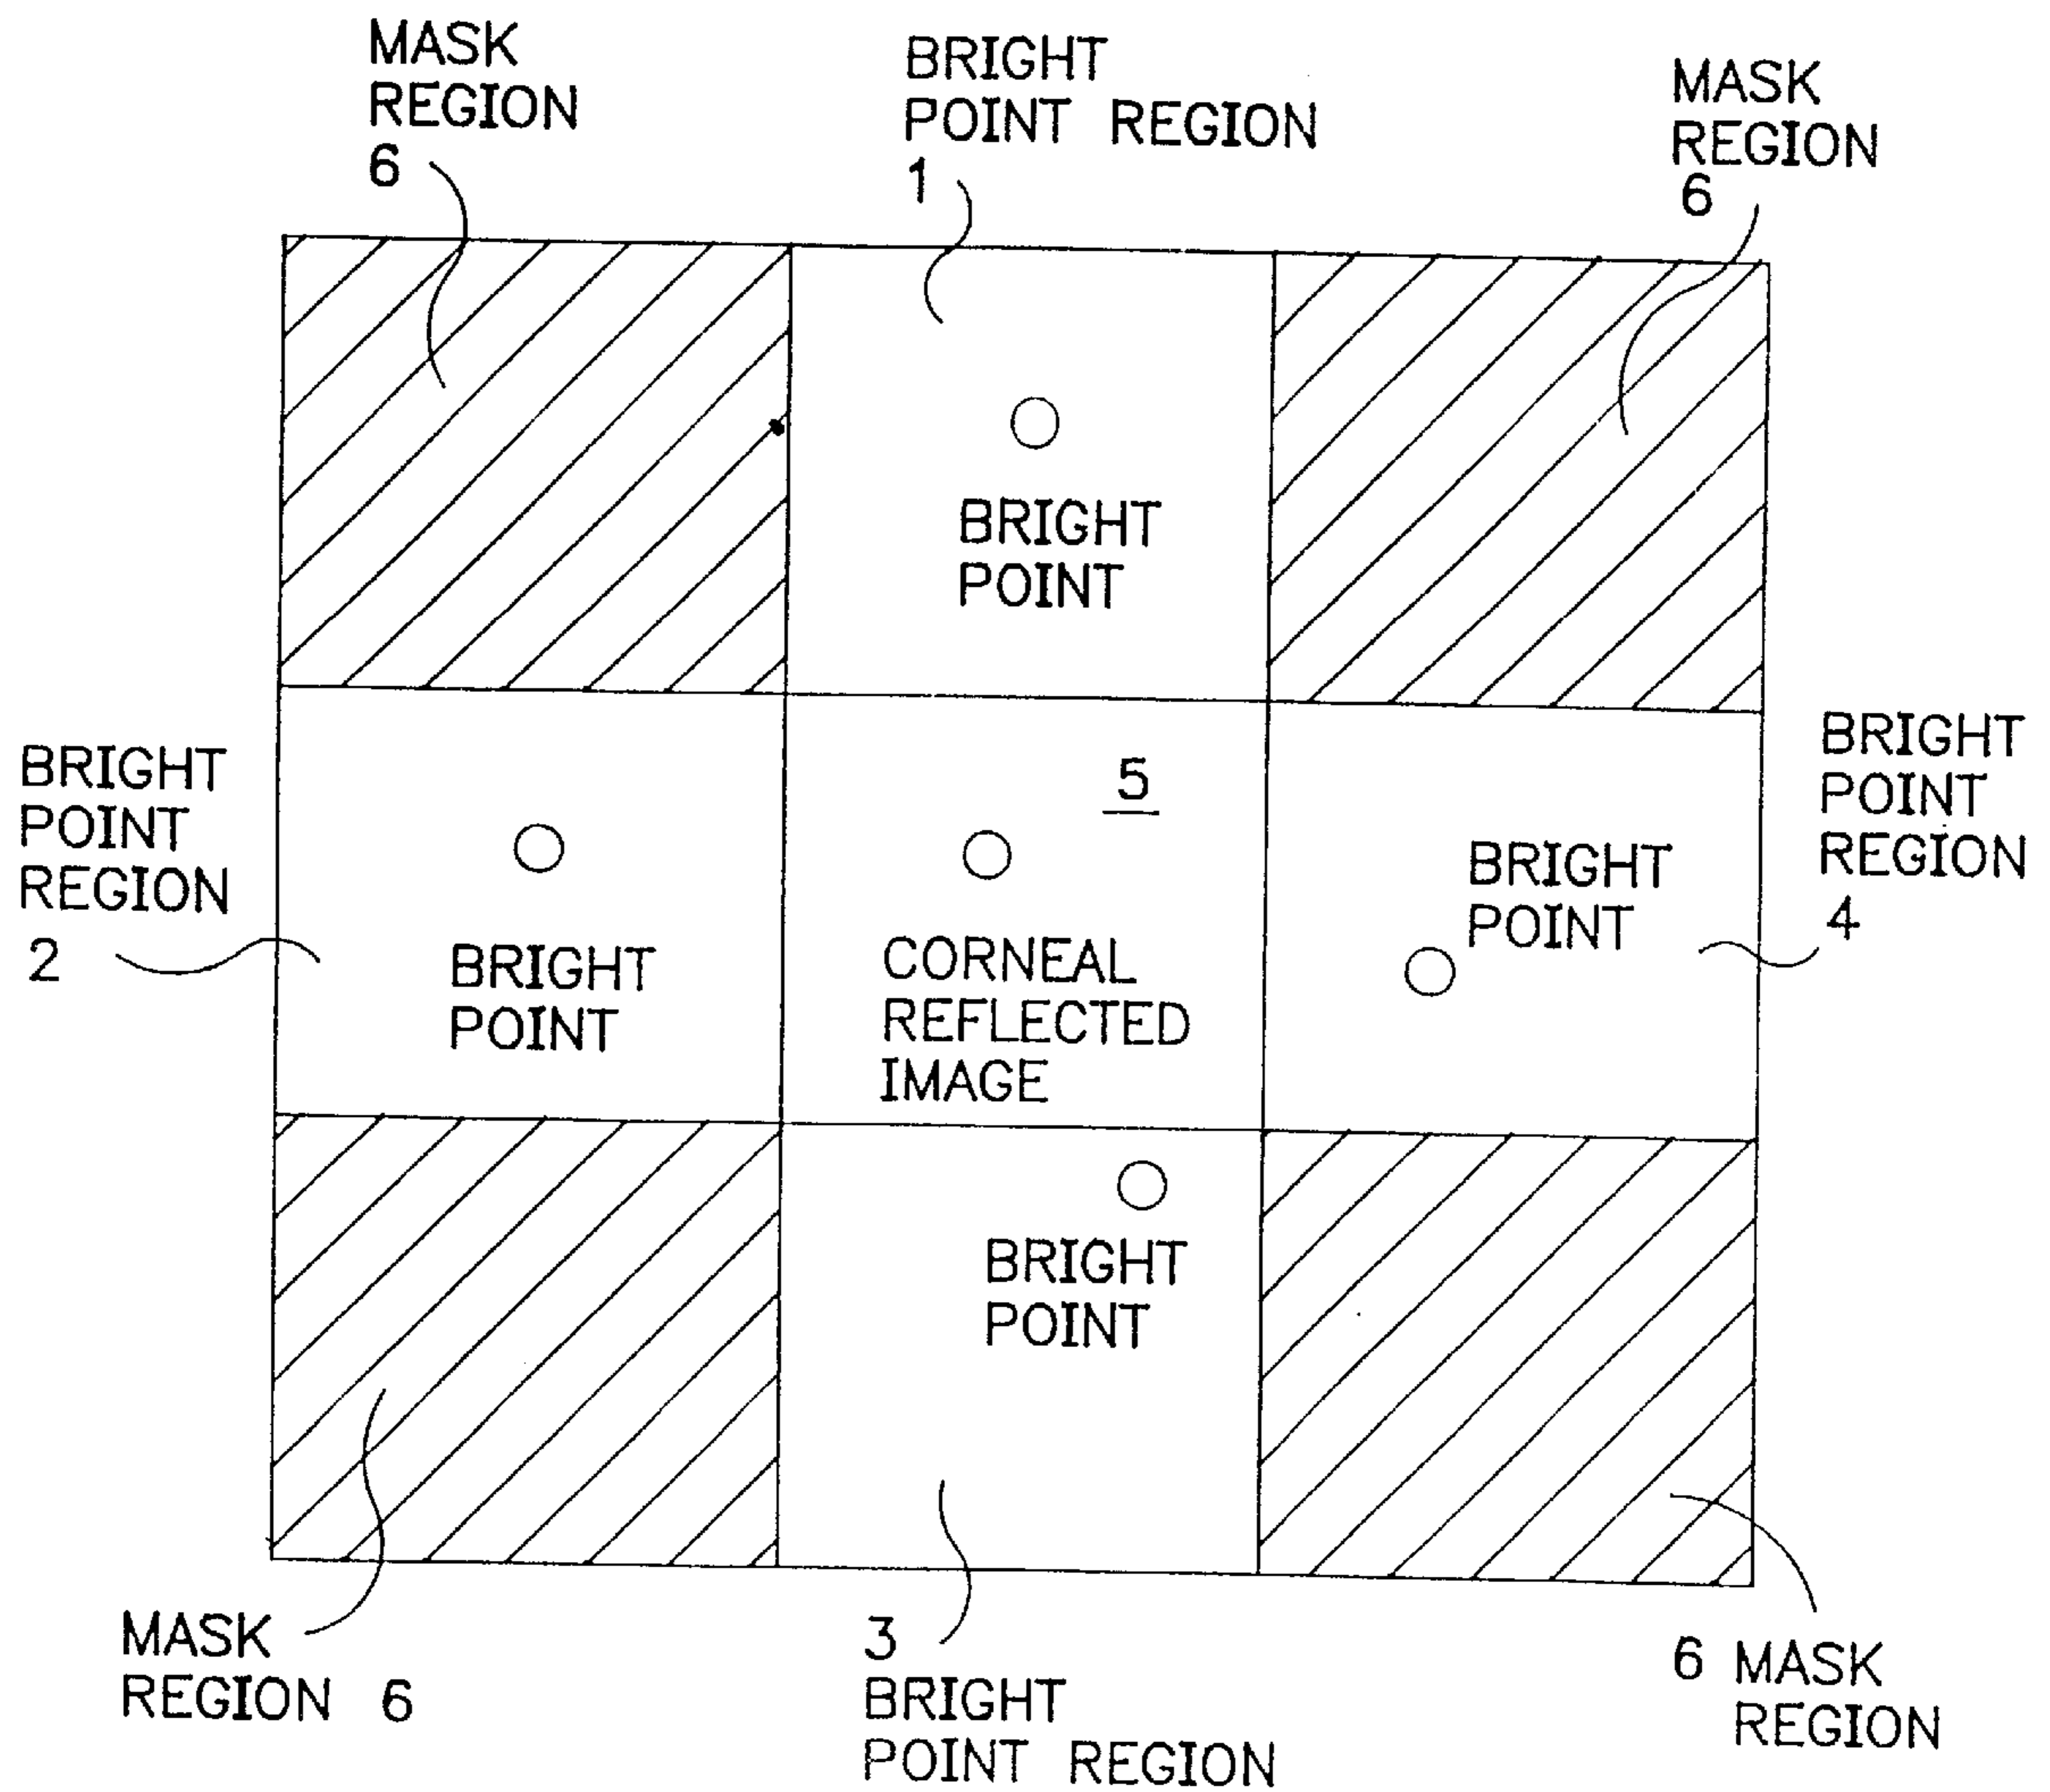 MASK
REGION
6
BRIGHT
POINT REGION
1
MASK
REGION
6
BRIGHT
POINT
BRIGHT
POINT
REGION
2
BRIGHT
POINT
5
CORNEAL
REFLECTED
IMAGE
BRIGHT
POINT
BRIGHT
POINT
REGION
4
BRIGHT
POINT
MASK
REGION 6
3
BRIGHT
POINT REGION
6 MASK
REGION